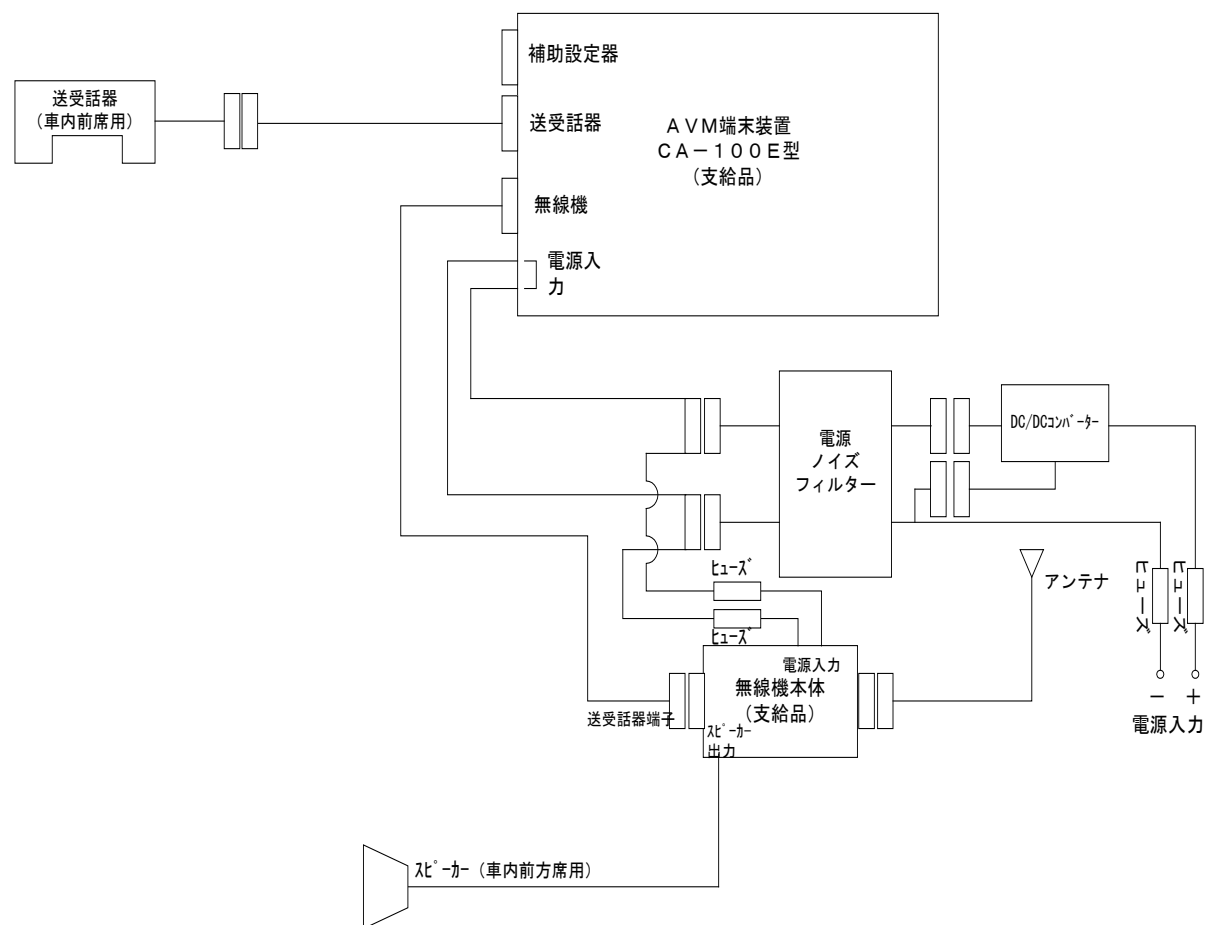 補助設定器
送受話器
(車内前席用)
送受話器
AVM端末装置
CA-100E型
(支給品)
無線機
電源入
力
電源
ノイズ
フィルター
DC/DCｺﾝﾊﾞｰﾀｰ
ﾋｭｰｽﾞ
ﾋｭｰｽﾞ
アンテナ
ヒューズ
ヒューズ
電源入力
無線機本体
(支給品)
送受話器端子
ｽﾋﾟｰｶｰ
出力
－ ＋
電源入力
ｽﾋﾟｰｶｰ (車内前方席用)